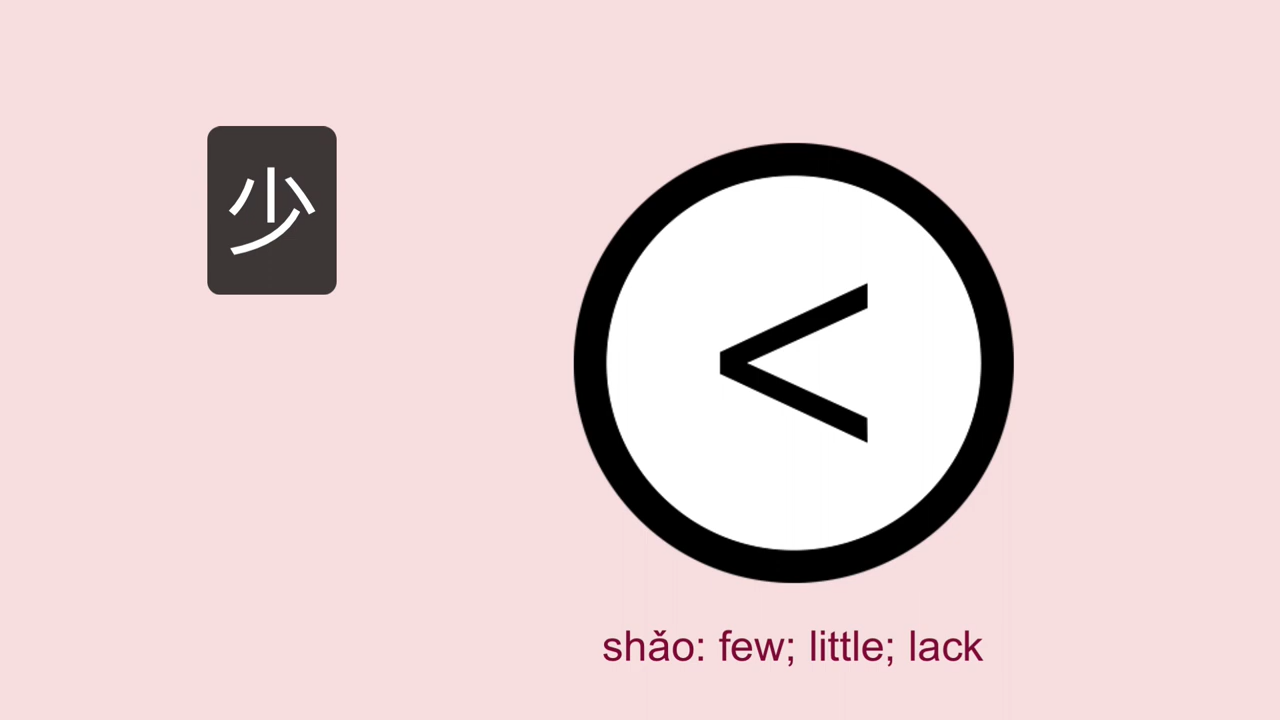 少
<
shǎo: few; little; lack